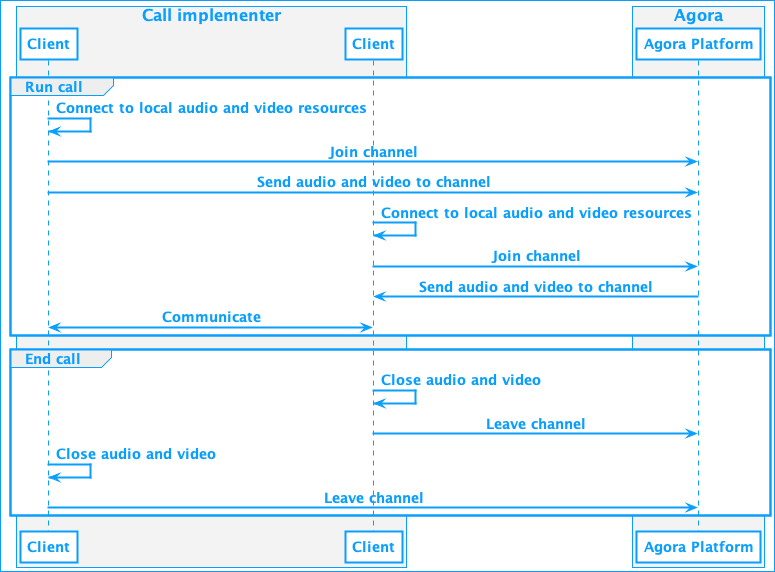 Call implementer
Agora
Client
Client
Agora Platform
Run call
Connect to local audio and video resources
Join channel
Send audio and video to channel
Connect to local audio and video resources
Join channel
Send audio and video to channel
Communicate
End call
Close audio and video
Leave channel
Close audio and video
Leave channel
Client
Client
Agora Platform